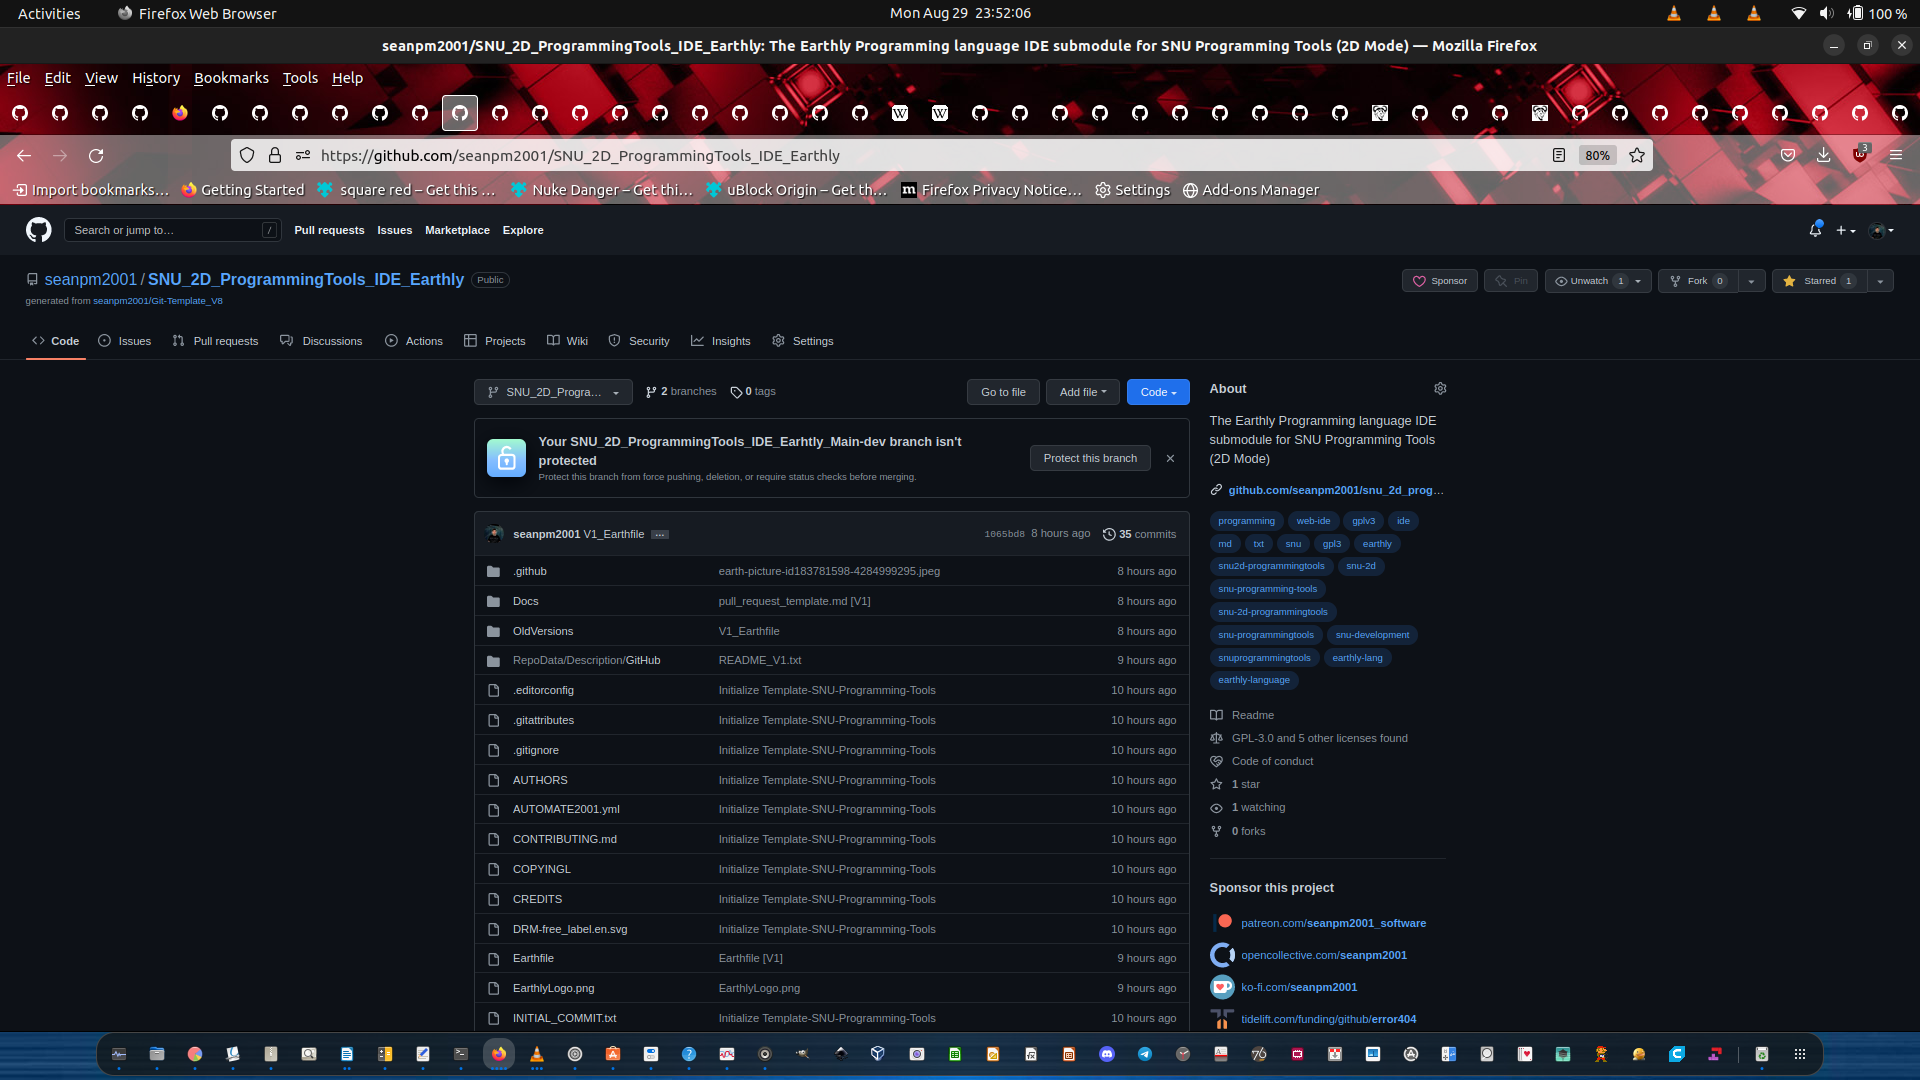 Activities Firefox Web Browser Mon Aug 29 23:52:06 100 %
seanpm2001/SNU_2D_ProgrammingTools_IDE_Earthly: The Earthly Programming language IDE submodule for SNU Programming Tools (2D Mode) — Mozilla Firefox
File Edit View History Bookmarks Tools Help
https://github.com/seanpm2001/SNU_2D_ProgrammingTools_IDE_Earthly 80% 3
Import bookmarks… Getting Started square red – Get this … Nuke Danger – Get thi… uBlock Origin – Get th… Firefox Privacy Notice… Settings Add-ons Manager
Search or jump to… / Pull requests Issues Marketplace Explore
seanpm2001 / SNU_2D_ProgrammingTools_IDE_Earthly Public
Sponsor Pin Unwatch 1 Fork 0 Starred 1
generated from seanpm2001/Git-Template_V8
Code Issues Pull requests Discussions Actions Projects Wiki Security Insights Settings
SNU_2D_Progra… 2 branches 0 tags Go to file Add file Code
Your SNU_2D_ProgrammingTools_IDE_Earhtly_Main-dev branch isn't
protected
Protect this branch from force pushing, deletion, or require status checks before merging.
Protect this branch
seanpm2001 V1_Earthfile … 1065bd8 8 hours ago 35 commits
.github earth-picture-id183781598-4284999295.jpeg 8 hours ago
Docs pull_request_template.md [V1] 8 hours ago
OldVersions V1_Earthfile 8 hours ago
RepoData/Description/GitHub README_V1.txt 9 hours ago
.editorconfig Initialize Template-SNU-Programming-Tools 10 hours ago
.gitattributes Initialize Template-SNU-Programming-Tools 10 hours ago
.gitignore Initialize Template-SNU-Programming-Tools 10 hours ago
AUTHORS Initialize Template-SNU-Programming-Tools 10 hours ago
AUTOMATE2001.yml Initialize Template-SNU-Programming-Tools 10 hours ago
CONTRIBUTING.md Initialize Template-SNU-Programming-Tools 10 hours ago
COPYINGL Initialize Template-SNU-Programming-Tools 10 hours ago
CREDITS Initialize Template-SNU-Programming-Tools 10 hours ago
DRM-free_label.en.svg Initialize Template-SNU-Programming-Tools 10 hours ago
Earthfile Earthfile [V1] 9 hours ago
EarthlyLogo.png EarthlyLogo.png 9 hours ago
INITIAL_COMMIT.txt Initialize Template-SNU-Programming-Tools 10 hours ago
About
The Earthly Programming language IDE
submodule for SNU Programming Tools
(2D Mode)
github.com/seanpm2001/snu_2d_prog…
programming web-ide gplv3 ide
md txt snu gpl3 earthly
snu2d-programmingtools snu-2d
snu-programming-tools
snu-2d-programmingtools
snu-programmingtools snu-development
snuprogrammingtools earthly-lang
earthly-language
Readme
GPL-3.0 and 5 other licenses found
Code of conduct
1 star
1 watching
0 forks
Sponsor this project
patreon.com/seanpm2001_software
opencollective.com/seanpm2001
ko-fi.com/seanpm2001
tidelift.com/funding/github/error404